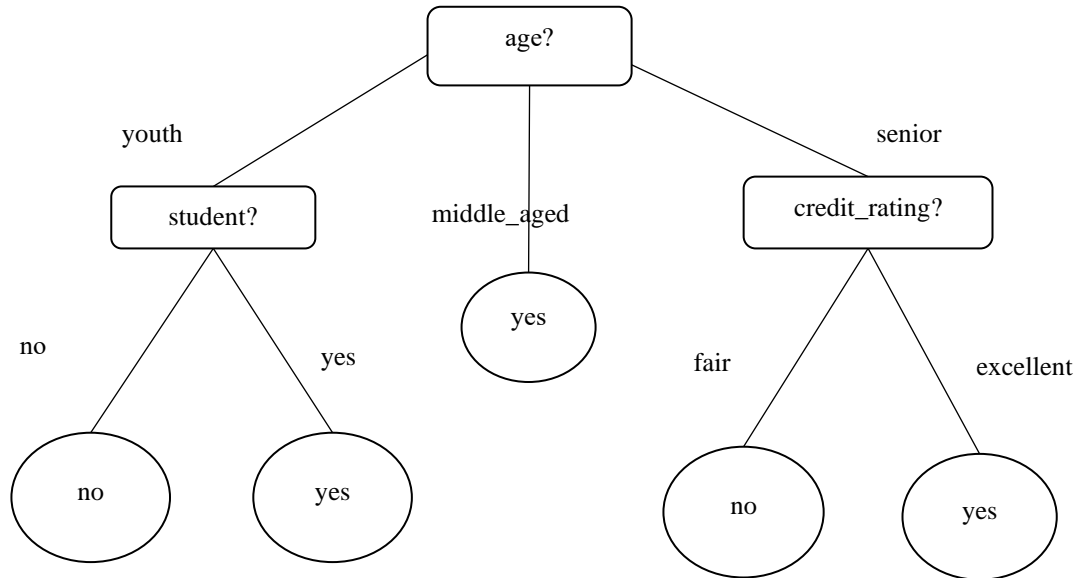 age?
youth
senior
student?
middle_aged
credit_rating?
yes
no
yes
fair
excellent
no
yes
no
yes